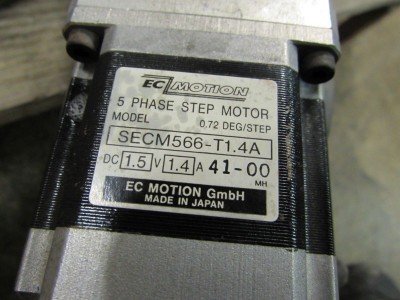 EC MOTION
5 PHASE STEP MOTOR
MODEL 0.72 DEG/STEP
SECM566-T1.4A
DC 1.5 V 1.4 A 41-00
MH
EC MOTION GmbH
MADE IN JAPAN